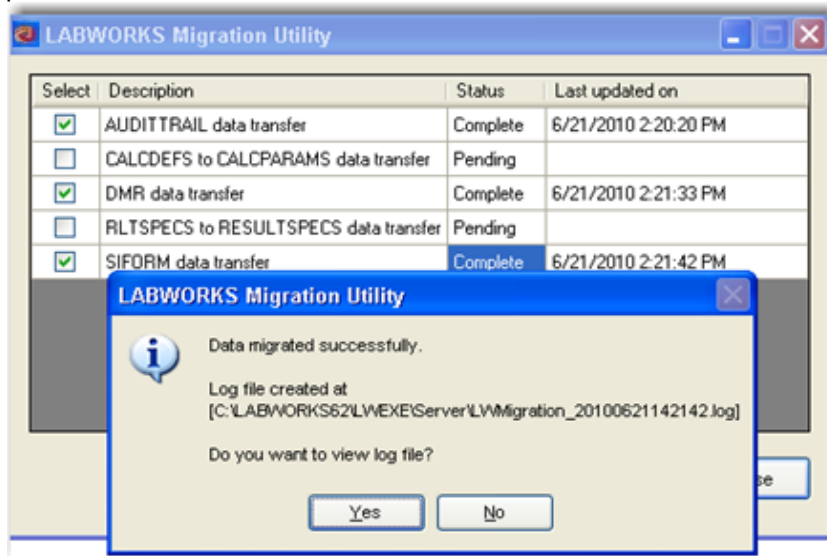 LABWORKS Migration Utility
Select Description Status Last updated on
AUDITTRAIL data transfer Complete 6/21/2010 2:20:20 PM
CALCDEFS to CALCPARAMS data transfer Pending
DMR data transfer Complete 6/21/2010 2:21:33 PM
RLTSPECS to RESULTSPECS data transfer Pending
SIFORM data transfer Complete 6/21/2010 2:21:42 PM
LABWORKS Migration Utility
Data migrated successfully.
Log file created at
[C:\LABWORKS62\LWEXE\Server\LWMigration_20100621142142.log]
Do you want to view log file?
Yes No
se